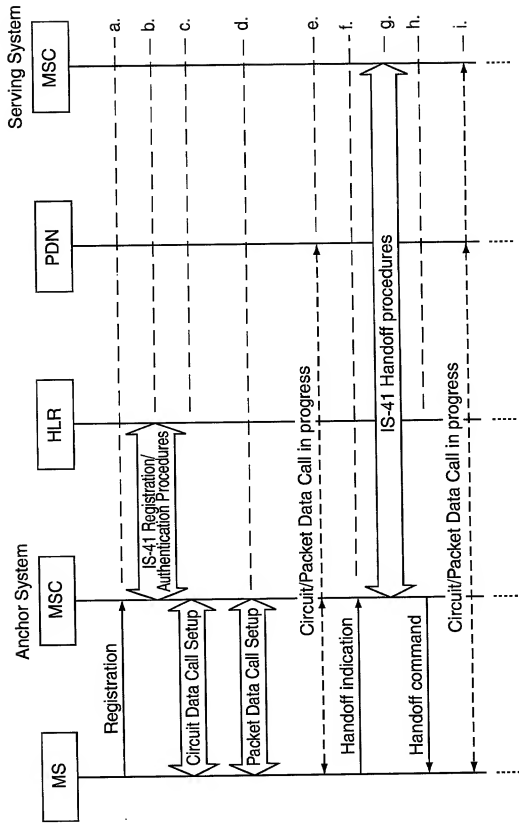 Anchor System
Serving System
MS
MSC
HLR
PDN
MSC
Registration
a.
IS-41 Registration/
Authentication Procedures
b.
Circuit Data Call Setup
c.
Packet Data Call Setup
d.
Circuit/Packet Data Call in progress
e.
Handoff indication
f.
IS-41 Handoff procedures
g.
Handoff command
h.
Circuit/Packet Data Call in progress
i.